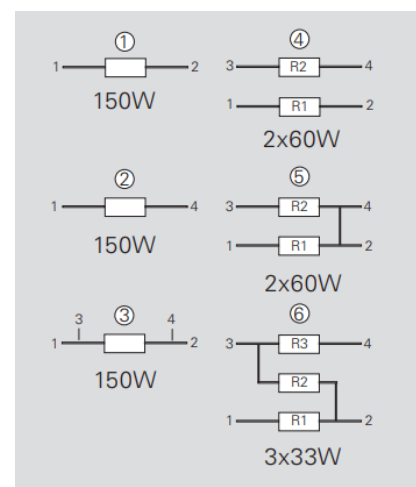 ① ④
1 2 3 R2 4
150W 1 R1 2
2x60W
② ⑤
1 4 3 R2 4
150W 1 R1 2
2x60W
3 ③ 4 ⑥
1 2 3 R3 4
150W R2
1 R1 2
3x33W